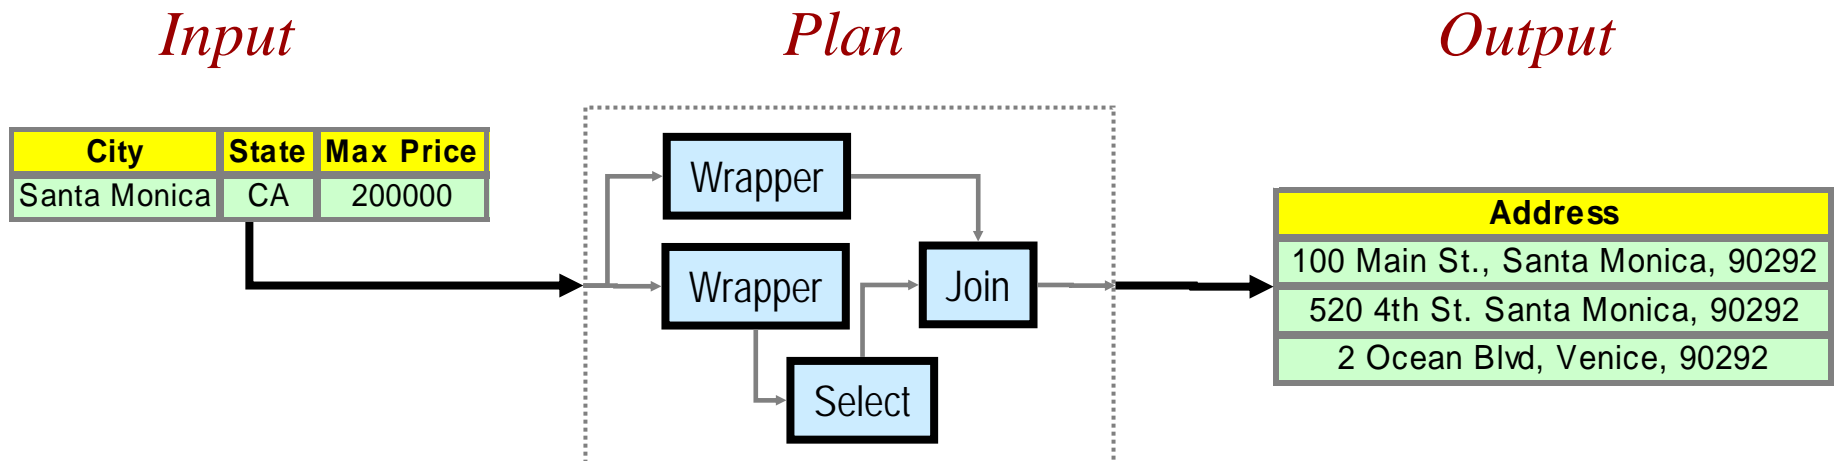 Input Plan Output
City State Max Price
Santa Monica CA 200000
Wrapper
Wrapper
Join
Select
Address
100 Main St., Santa Monica, 90292
520 4th St. Santa Monica, 90292
2 Ocean Blvd, Venice, 90292